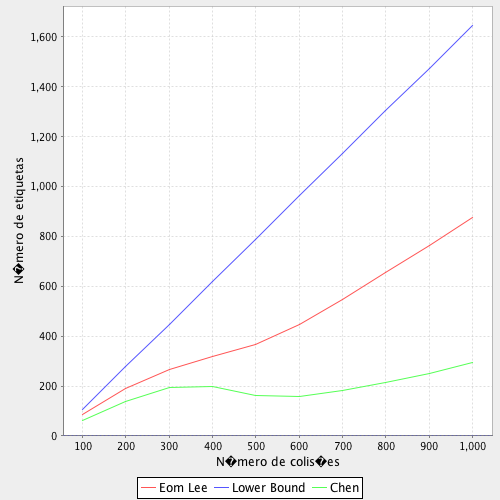 1,600
1,400
1,200
1,000
800
600
400
200
0
N�mero de etiquetas
100 200 300 400 500 600 700 800 900 1,000
N�mero de colis�es
Eom Lee Lower Bound Chen